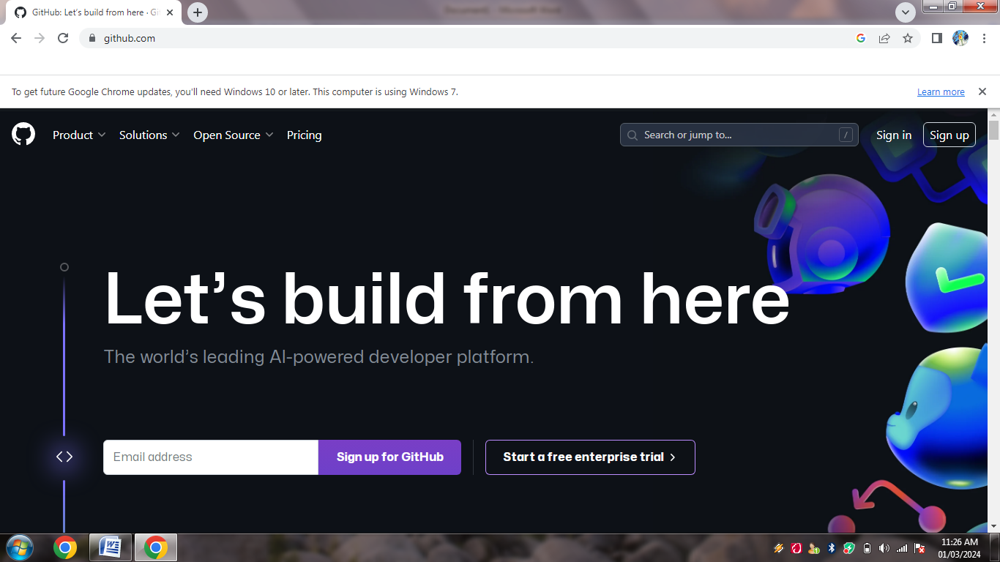 GitHub: Let's build from here · Gi
github.com
To get future Google Chrome updates, you'll need Windows 10 or later. This computer is using Windows 7.
Learn more
Product
Solutions
Open Source
Pricing
Search or jump to...
/
Sign in
Sign up
Let's build from here
The world's leading AI-powered developer platform.
Email address
Sign up for GitHub
Start a free enterprise trial
11:26 AM
01/03/2024